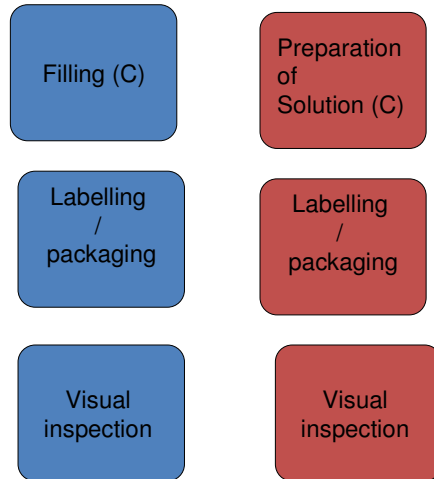 Filling (C)
Preparation
of
Solution (C)
Labelling
/
packaging
Labelling
/
packaging
Visual
inspection
Visual
inspection